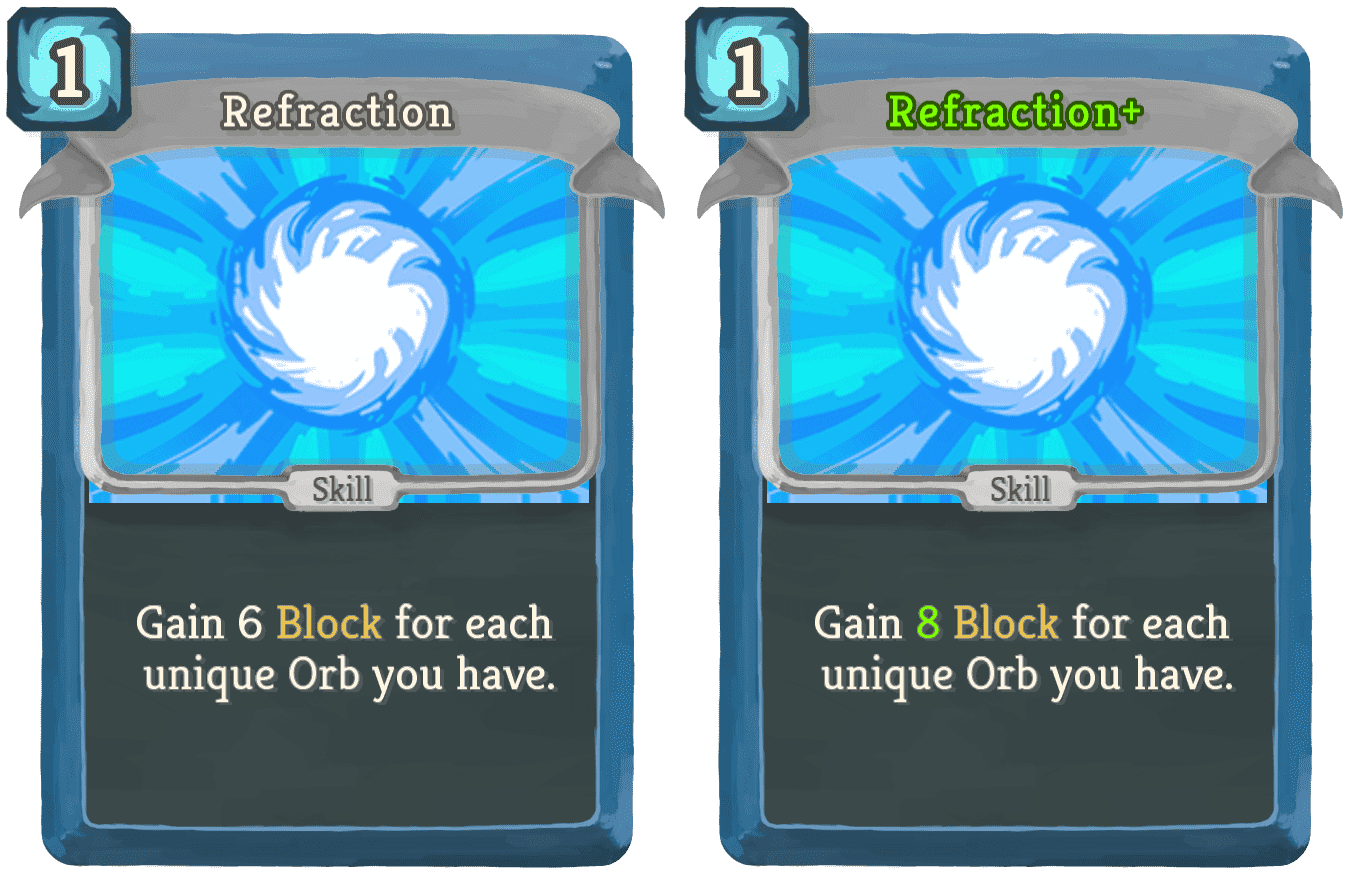 1
Refraction
Skill
Gain 6 Block for each
unique Orb you have.
1
Refraction+
Skill
Gain 8 Block for each
unique Orb you have.